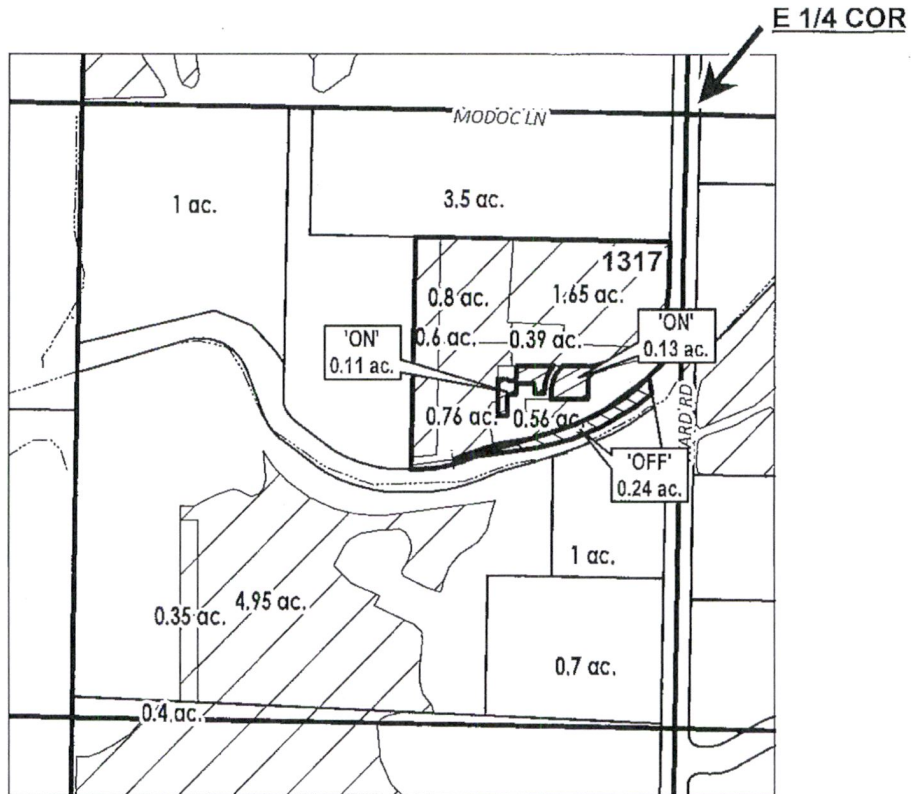 E 1/4 COR
MODOC LN
1 ac.
3.5 ac.
1317
0.8 ac.
1.65 ac.
'ON'
0.11 ac.
0.6 ac.
0.39 ac.
'ON'
0.13 ac.
0.76 ac.
0.56 ac.
ARD RD
'OFF'
0.24 ac.
1 ac.
0.35 ac.
4.95 ac.
0.7 ac.
0.4 ac.